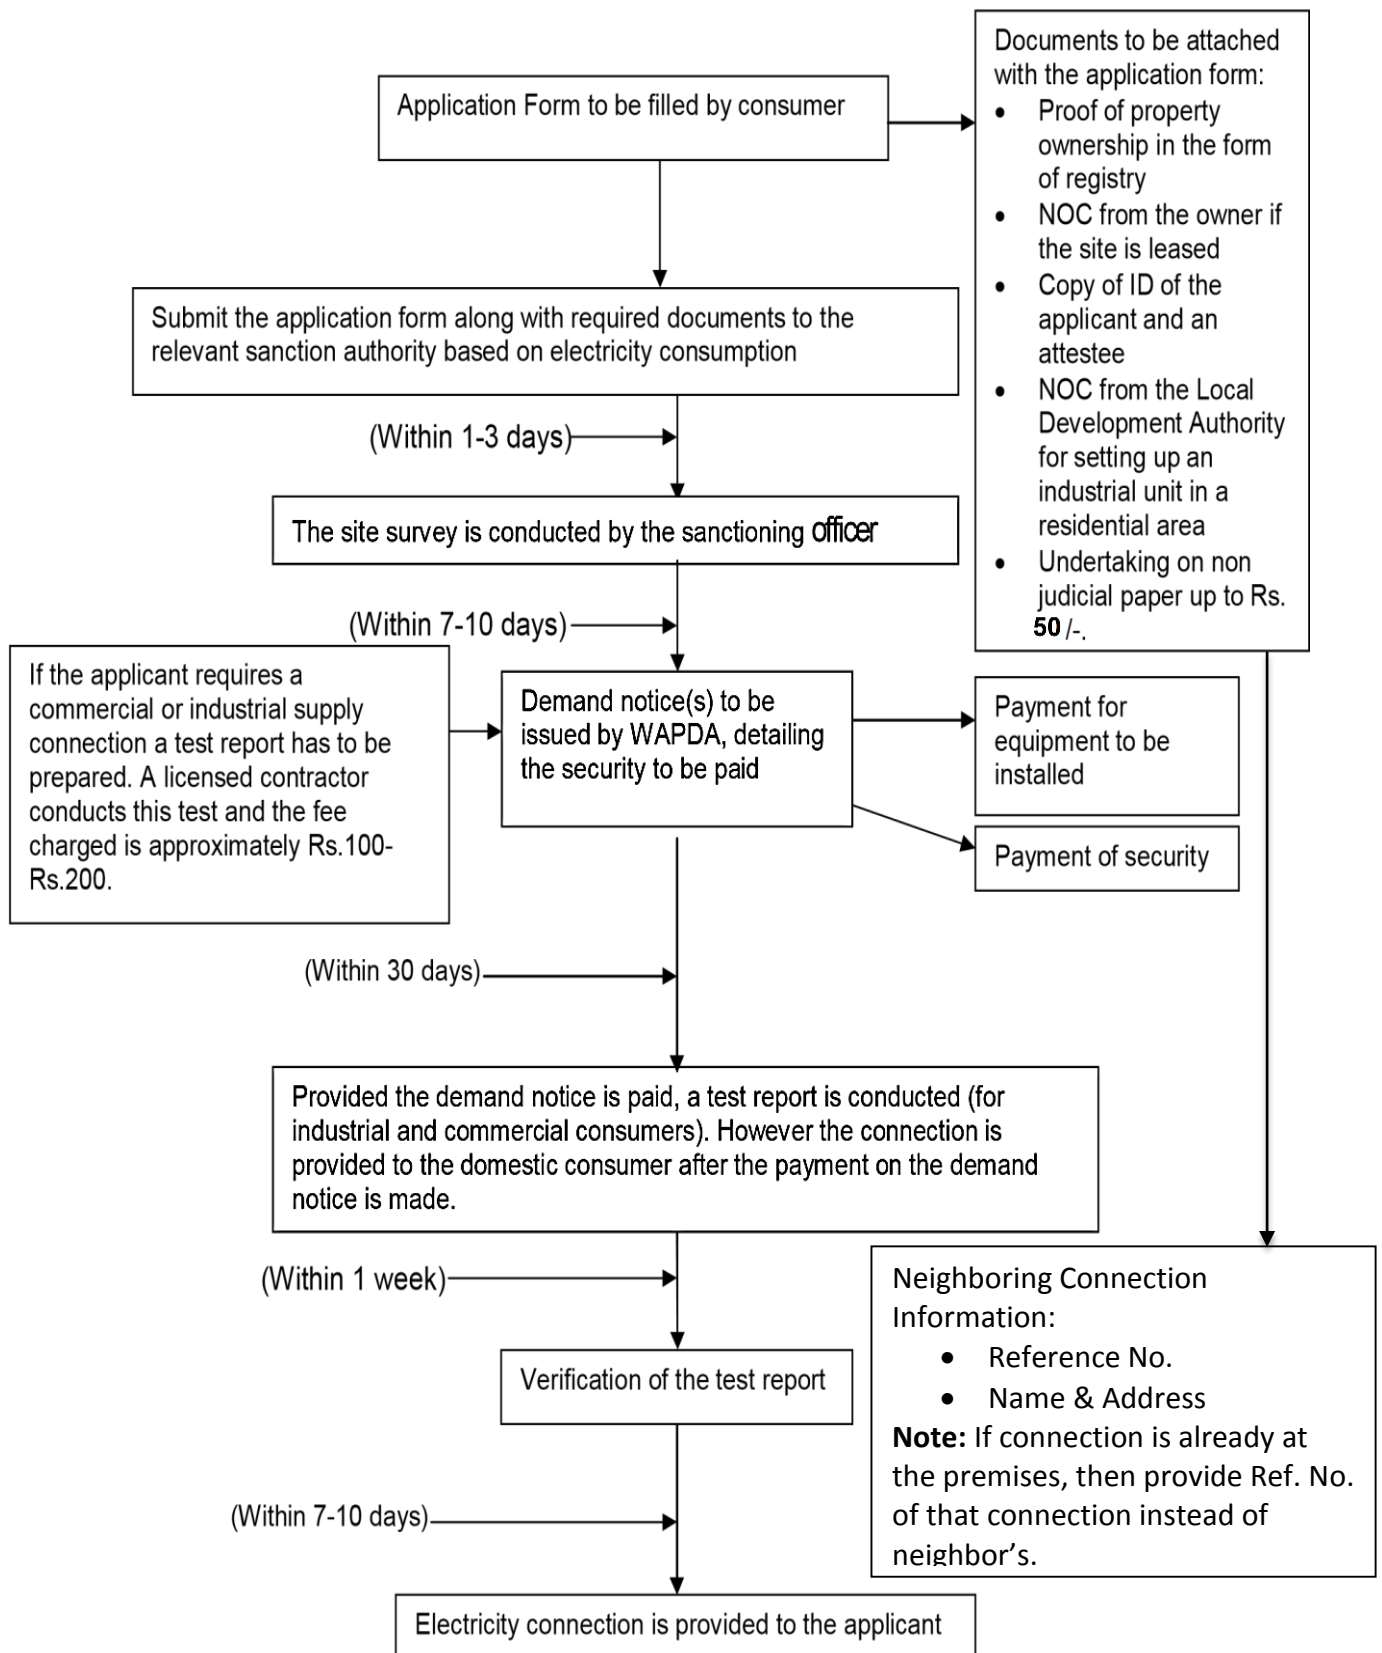 Application Form to be filled by consumer
Documents to be attached
with the application form:
• Proof of property
ownership in the form
of registry
• NOC from the owner if
the site is leased
• Copy of ID of the
applicant and an
attestee
• NOC from the Local
Development Authority
for setting up an
industrial unit in a
residential area
• Undertaking on non
judicial paper up to Rs.
50 /-.
Submit the application form along with required documents to the
relevant sanction authority based on electricity consumption
(Within 1-3 days)
The site survey is conducted by the sanctioning officer
(Within 7-10 days)
If the applicant requires a
commercial or industrial supply
connection a test report has to be
prepared. A licensed contractor
conducts this test and the fee
charged is approximately Rs.100-
Rs.200.
Demand notice(s) to be
issued by WAPDA, detailing
the security to be paid
Payment for
equipment to be
installed
Payment of security
(Within 30 days)
Provided the demand notice is paid, a test report is conducted (for
industrial and commercial consumers). However the connection is
provided to the domestic consumer after the payment on the demand
notice is made.
(Within 1 week)
Neighboring Connection
Information:
• Reference No.
• Name & Address
Note: If connection is already at
the premises, then provide Ref. No.
of that connection instead of
neighbor's.
Verification of the test report
(Within 7-10 days)
Electricity connection is provided to the applicant